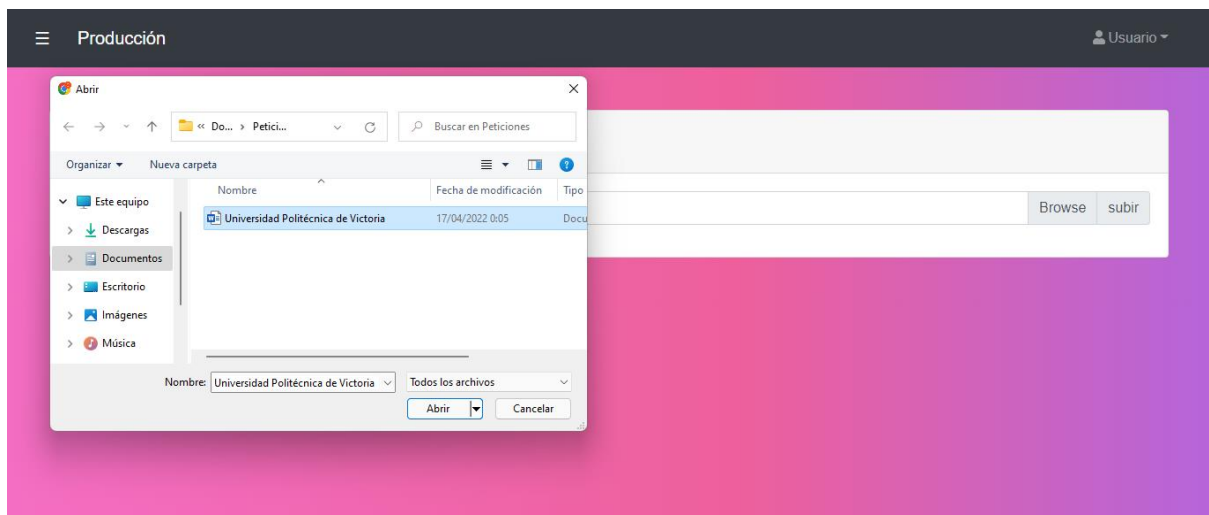 ☰ Producción
Usuario
Abrir
« Do... › Petici...
Buscar en Peticiones
Organizar
Nueva carpeta
Nombre
Fecha de modificación
Tipo
Este equipo
Universidad Politécnica de Victoria
17/04/2022 0:05
Docu
Descargas
Documentos
Escritorio
Imágenes
Música
Browse
subir
Nombre:
Universidad Politécnica de Victoria
Todos los archivos
Abrir
Cancelar